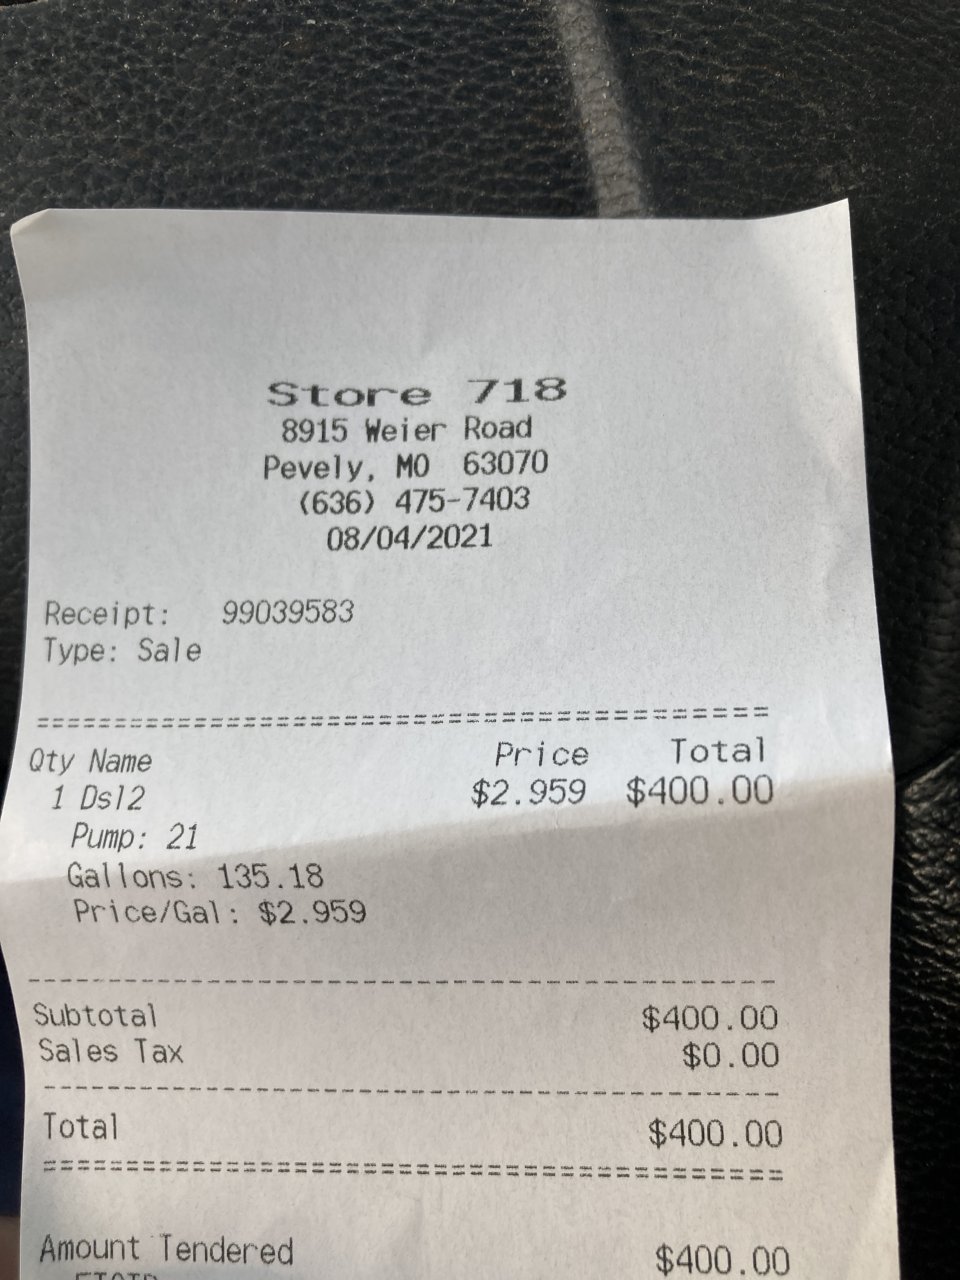 Store 718
8915 Weier Road
Pevely, MO 63070
(636) 475-7403
08/04/2021
Receipt: 99039583
Type: Sale
================================================
Qty Name Price Total
1 Dsl2 $2.959 $400.00
Pump: 21
Gallons: 135.18
Price/Gal: $2.959
------------------------------------------------
Subtotal $400.00
Sales Tax $0.00
------------------------------------------------
Total $400.00
================================================
Amount Tendered $400.00